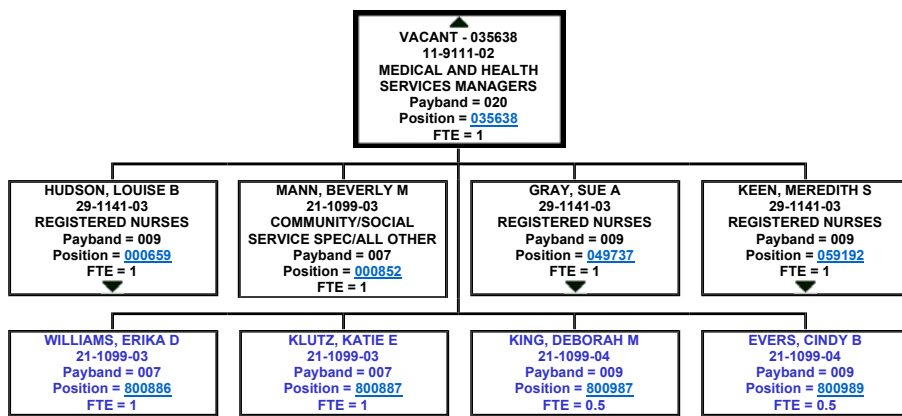 VACANT - 035638
11-9111-02
MEDICAL AND HEALTH
SERVICES MANAGERS
Payband = 020
Position = 035638
FTE = 1
HUDSON, LOUISE B
29-1141-03
REGISTERED NURSES
Payband = 009
Position = 000659
FTE = 1
MANN, BEVERLY M
21-1099-03
COMMUNITY/SOCIAL
SERVICE SPEC/ALL OTHER
Payband = 007
Position = 000852
FTE = 1
GRAY, SUE A
29-1141-03
REGISTERED NURSES
Payband = 009
Position = 049737
FTE = 1
KEEN, MEREDITH S
29-1141-03
REGISTERED NURSES
Payband = 009
Position = 059192
FTE = 1
WILLIAMS, ERIKA D
21-1099-03
Payband = 007
Position = 800886
FTE = 1
KLUTZ, KATIE E
21-1099-03
Payband = 007
Position = 800887
FTE = 1
KING, DEBORAH M
21-1099-04
Payband = 009
Position = 800987
FTE = 0.5
EVERS, CINDY B
21-1099-04
Payband = 009
Position = 800989
FTE = 0.5